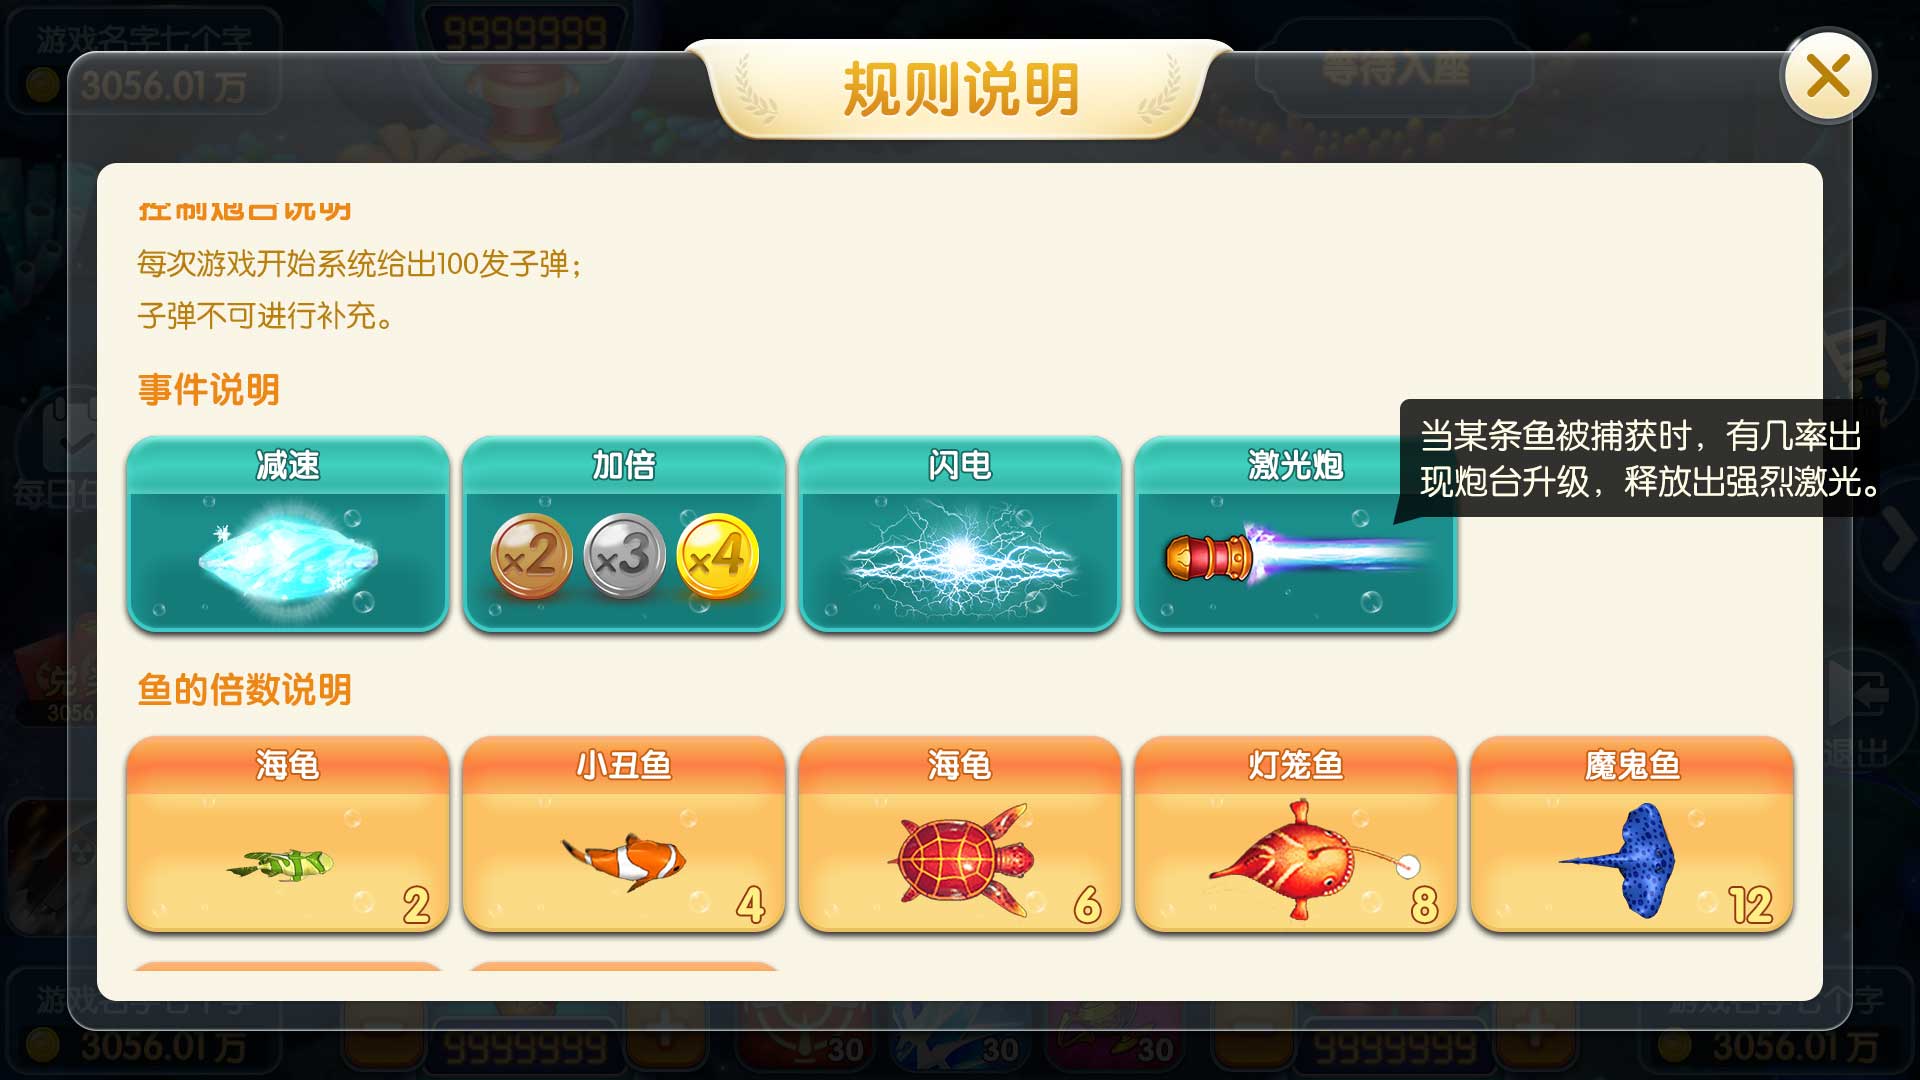 游戏名字七个字
9999999
等待入座
3056.01万
规则说明
控制炮台说明
每次游戏开始系统给出100发子弹；
子弹不可进行补充。
事件说明
当某条鱼被捕获时，有几率出
现炮台升级，释放出强烈激光。
减速
加倍
闪电
激光炮
×2
×3
×4
每日任
鱼的倍数说明
3056
退出
海龟
小丑鱼
海龟
灯笼鱼
魔鬼鱼
2
4
6
8
12
游戏名字七个字
游戏名字七个字
3056.01万
9999999
30
30
30
9999999
3056.01万